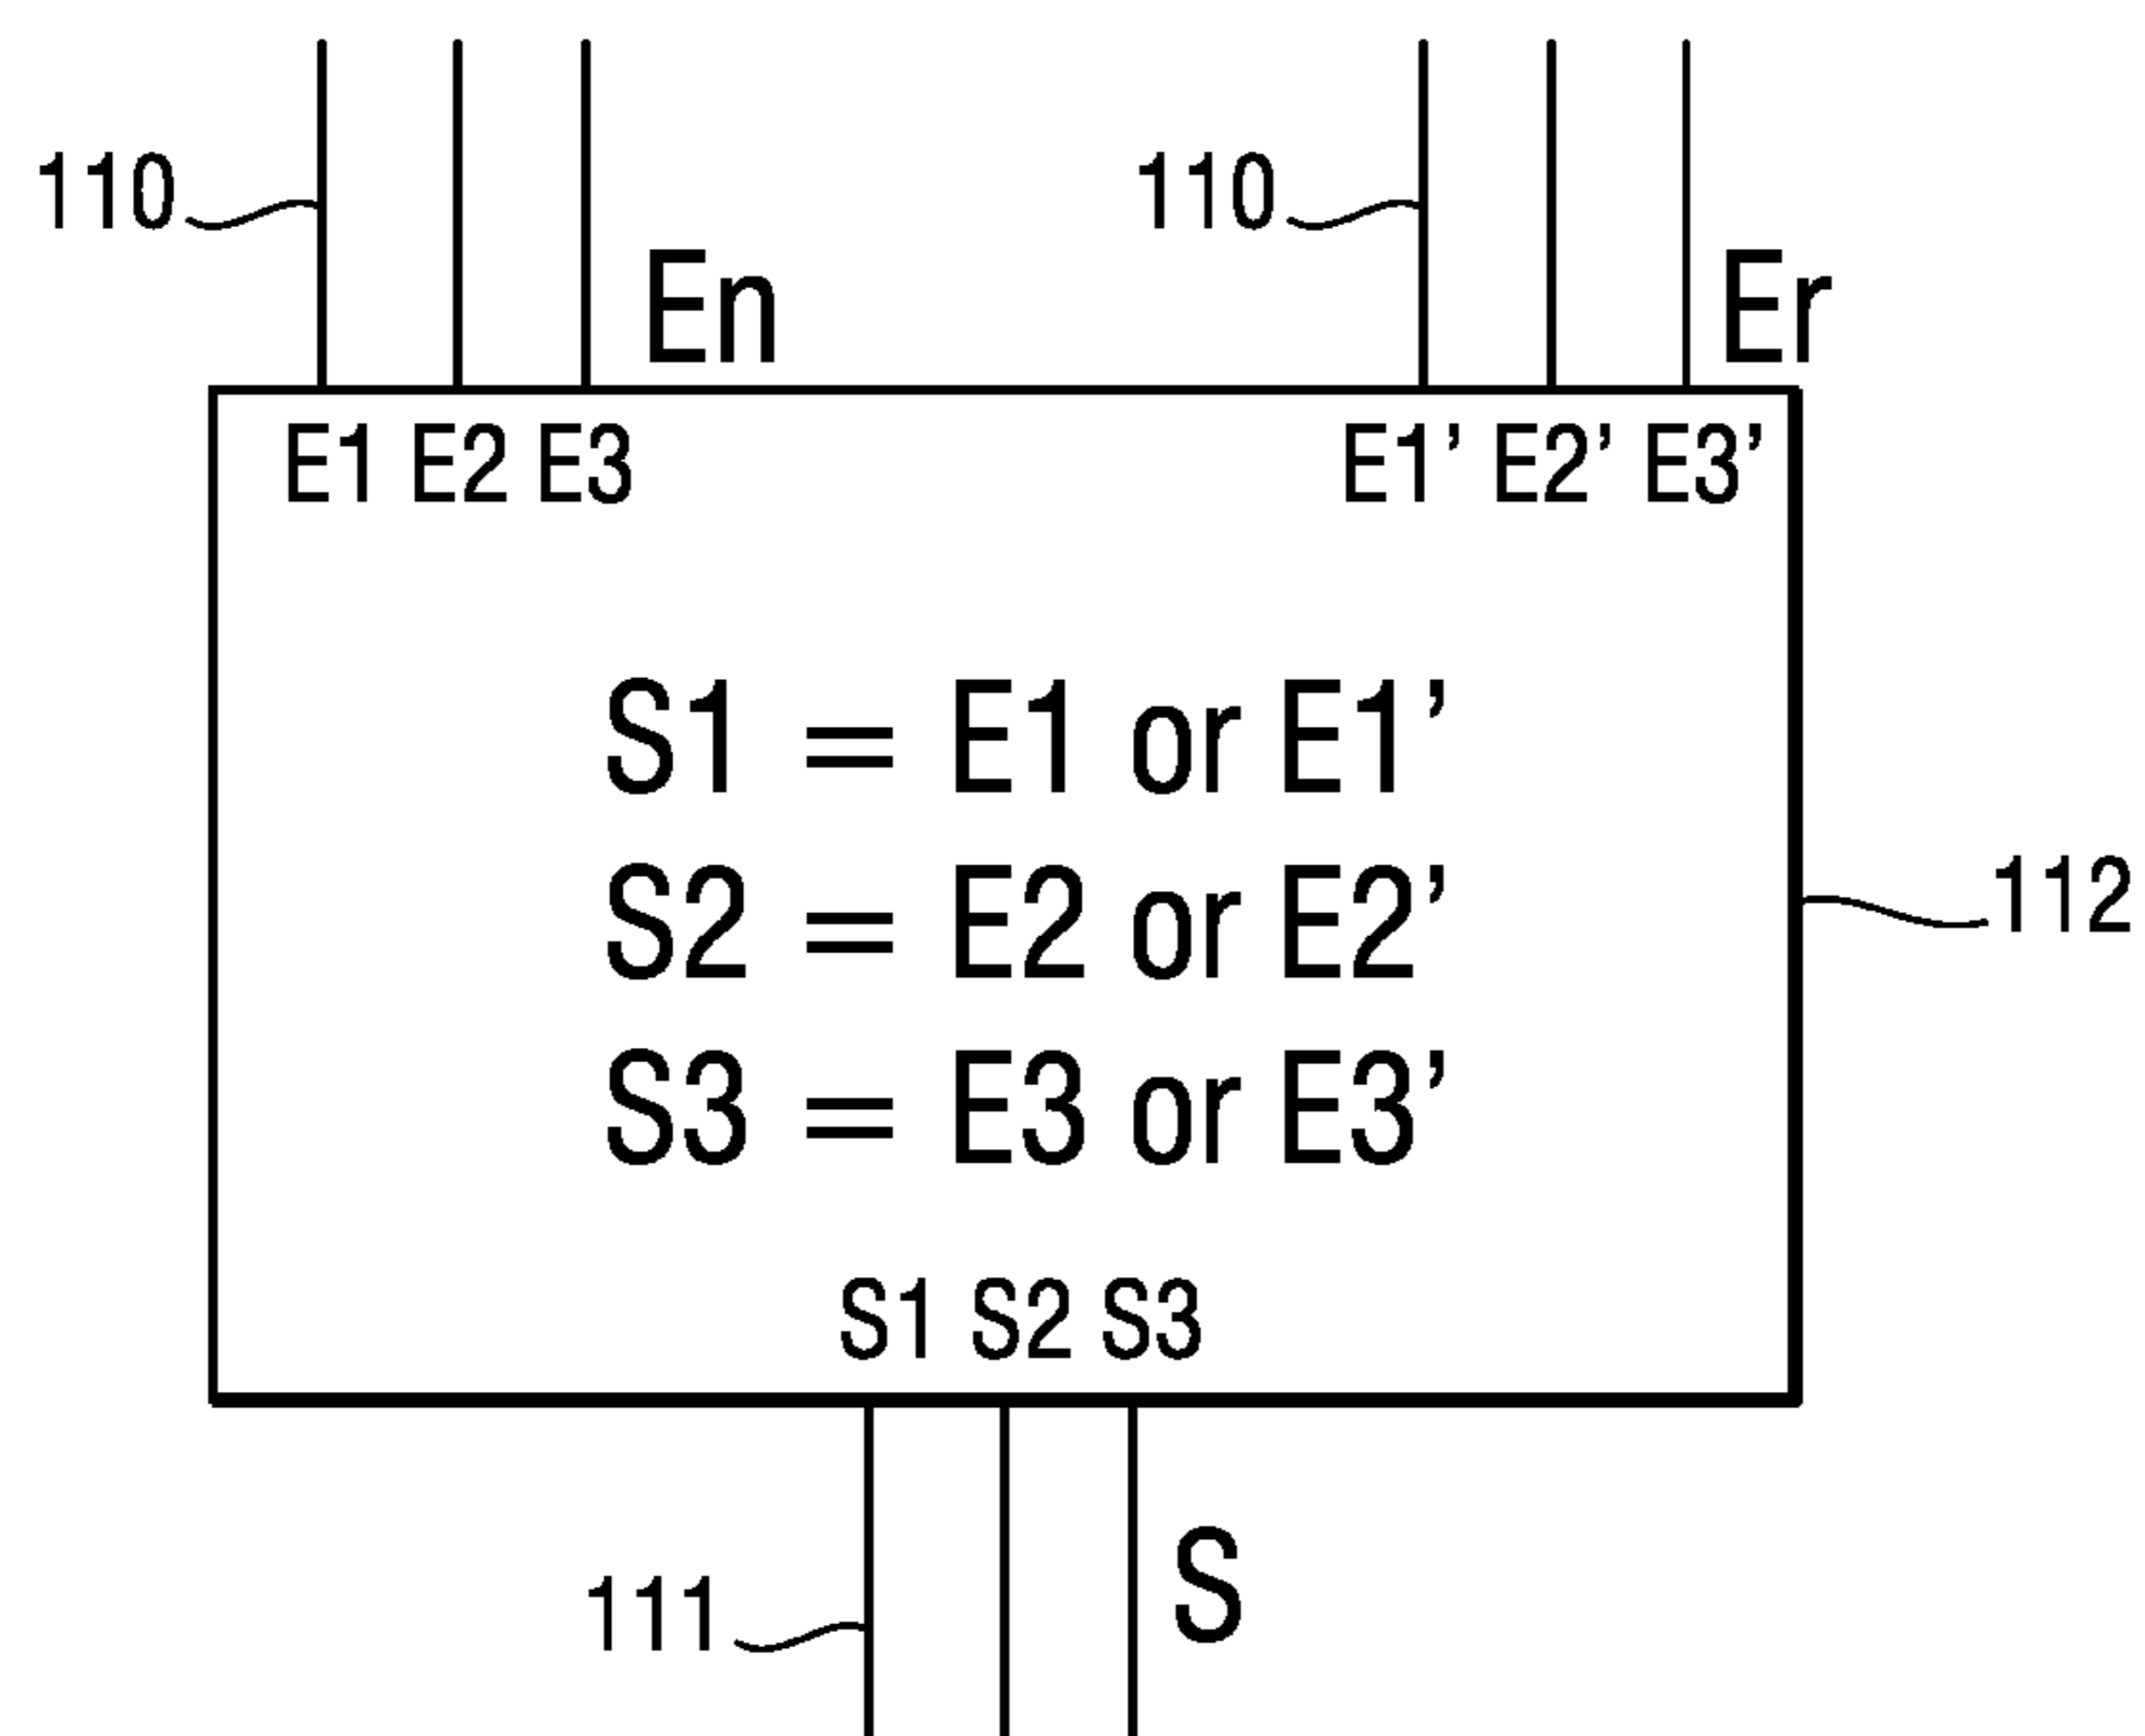 110
110
En
Er
E1 E2 E3
E1’ E2’ E3’
S1 = E1 or E1’
S2 = E2 or E2’
S3 = E3 or E3’
112
S1 S2 S3
S
111